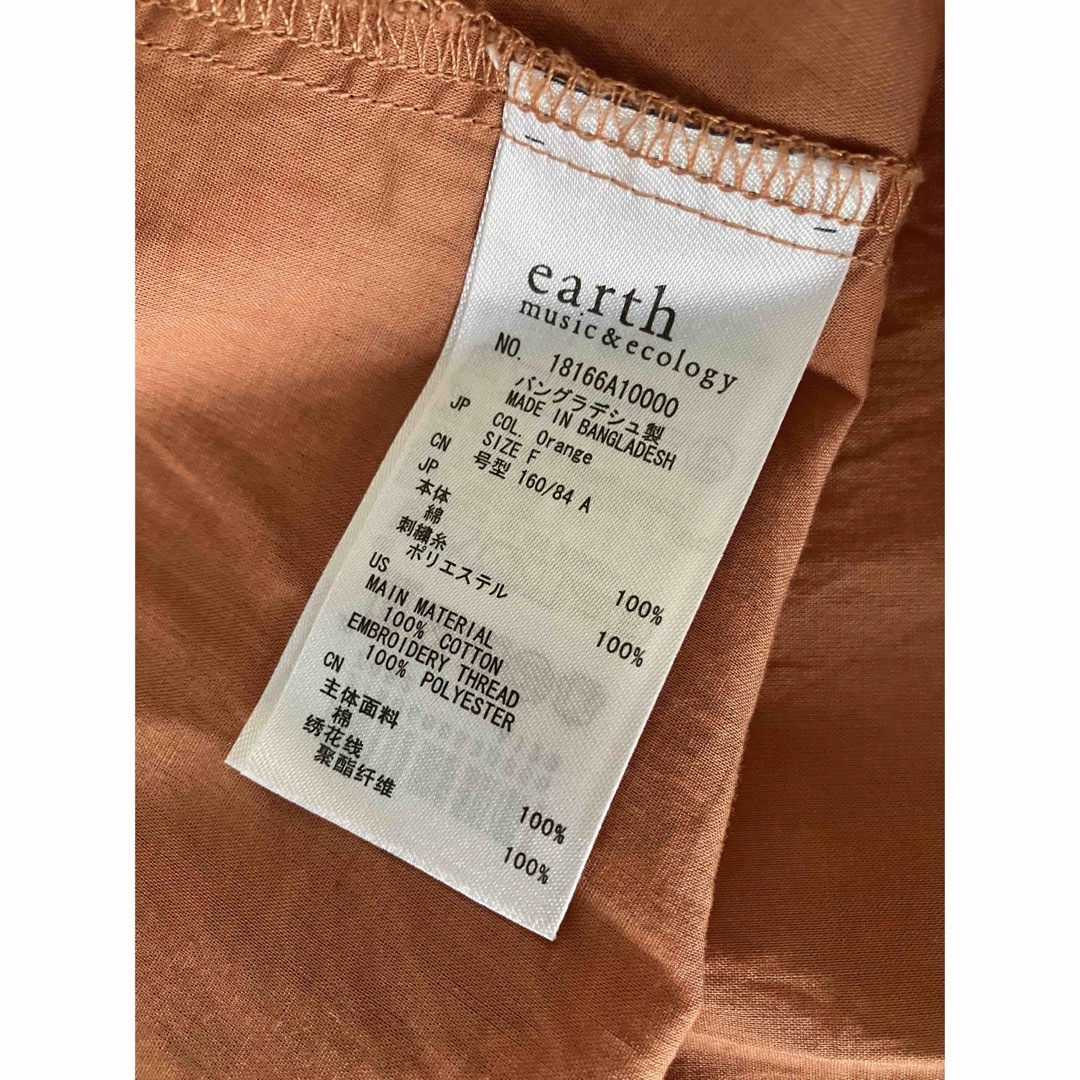 earth
music&ecology
NO. 18166A10000
バングラデシュ製
MADE IN BANGLADESH
JP COL. Orange
SIZE F
CN 号型 160/84 A
JP
本体
綿 100%
刺繍糸
ポリエステル 100%
US
MAIN MATERIAL
100% COTTON
EMBROIDERY THREAD
100% POLYESTER
CN
主体面料
棉 100%
绣花线
聚酯纤维 100%